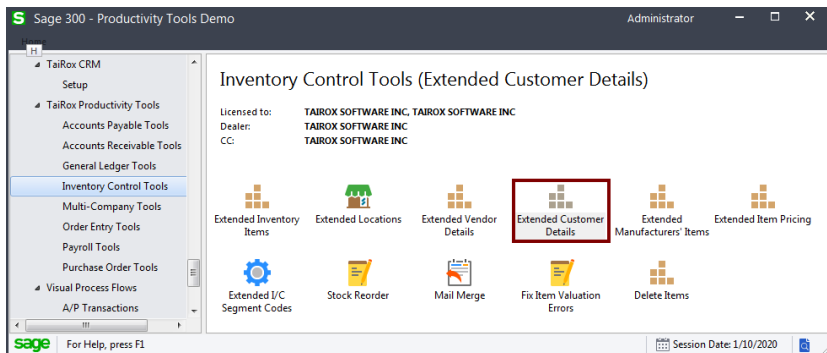 S Sage 300 - Productivity Tools Demo
Administrator
Home
H
TaiRox CRM
Setup
TaiRox Productivity Tools
Accounts Payable Tools
Accounts Receivable Tools
General Ledger Tools
Inventory Control Tools
Multi-Company Tools
Order Entry Tools
Payroll Tools
Purchase Order Tools
Visual Process Flows
A/P Transactions
Inventory Control Tools (Extended Customer Details)
Licensed to: TAIROX SOFTWARE INC, TAIROX SOFTWARE INC
Dealer: TAIROX SOFTWARE INC
CC: TAIROX SOFTWARE INC
Extended Inventory
Items
Extended Locations
Extended Vendor
Details
Extended Customer
Details
Extended
Manufacturers' Items
Extended Item Pricing
Extended I/C
Segment Codes
Stock Reorder
Mail Merge
Fix Item Valuation
Errors
Delete Items
sage For Help, press F1
Session Date: 1/10/2020